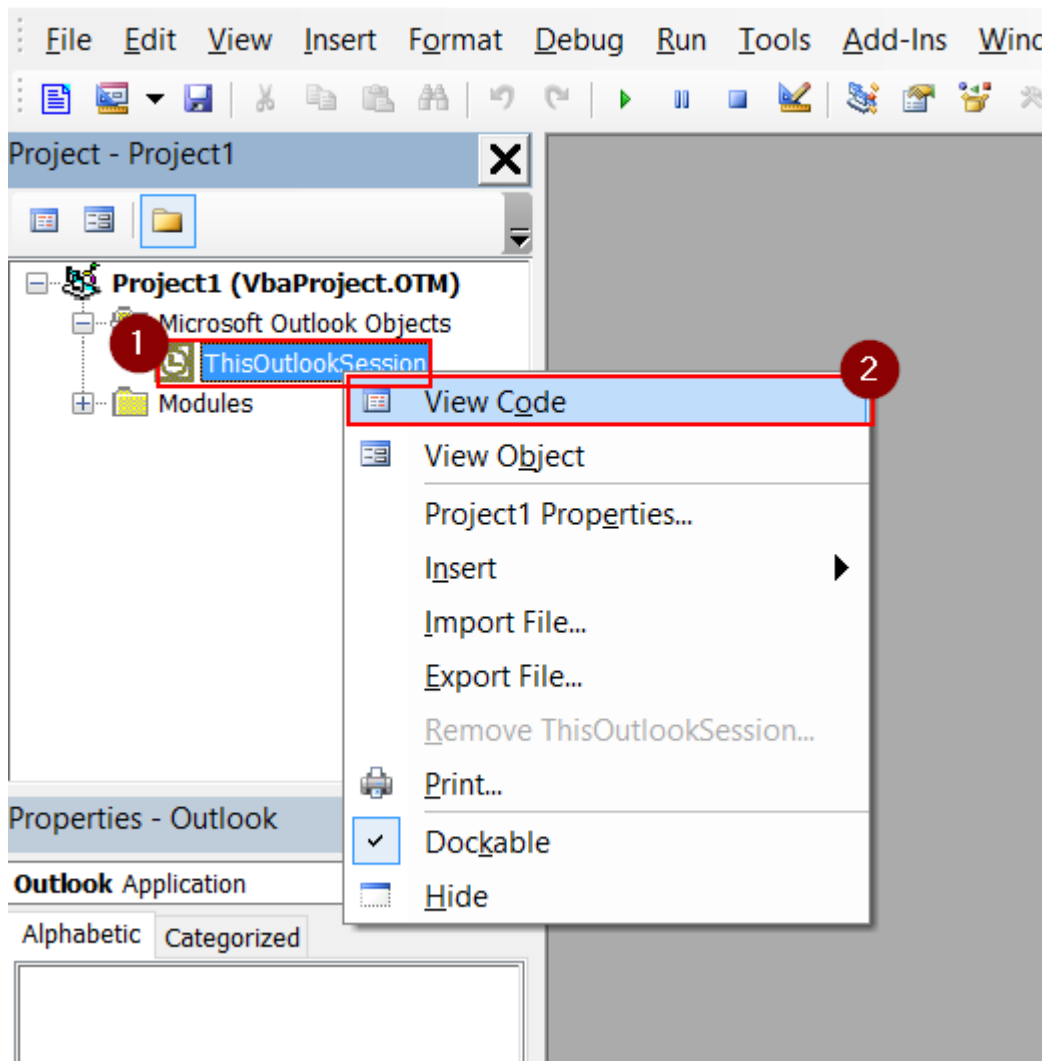 File Edit View Insert Format Debug Run Tools Add-Ins Wind
Project - Project1
Project1 (VbaProject.OTM)
Microsoft Outlook Objects
1
ThisOutlookSession
2
Modules
View Code
View Object
Project1 Properties...
Insert
Import File...
Export File...
Remove ThisOutlookSession...
Print...
Dockable
Hide
Properties - Outlook
Outlook Application
Alphabetic Categorized